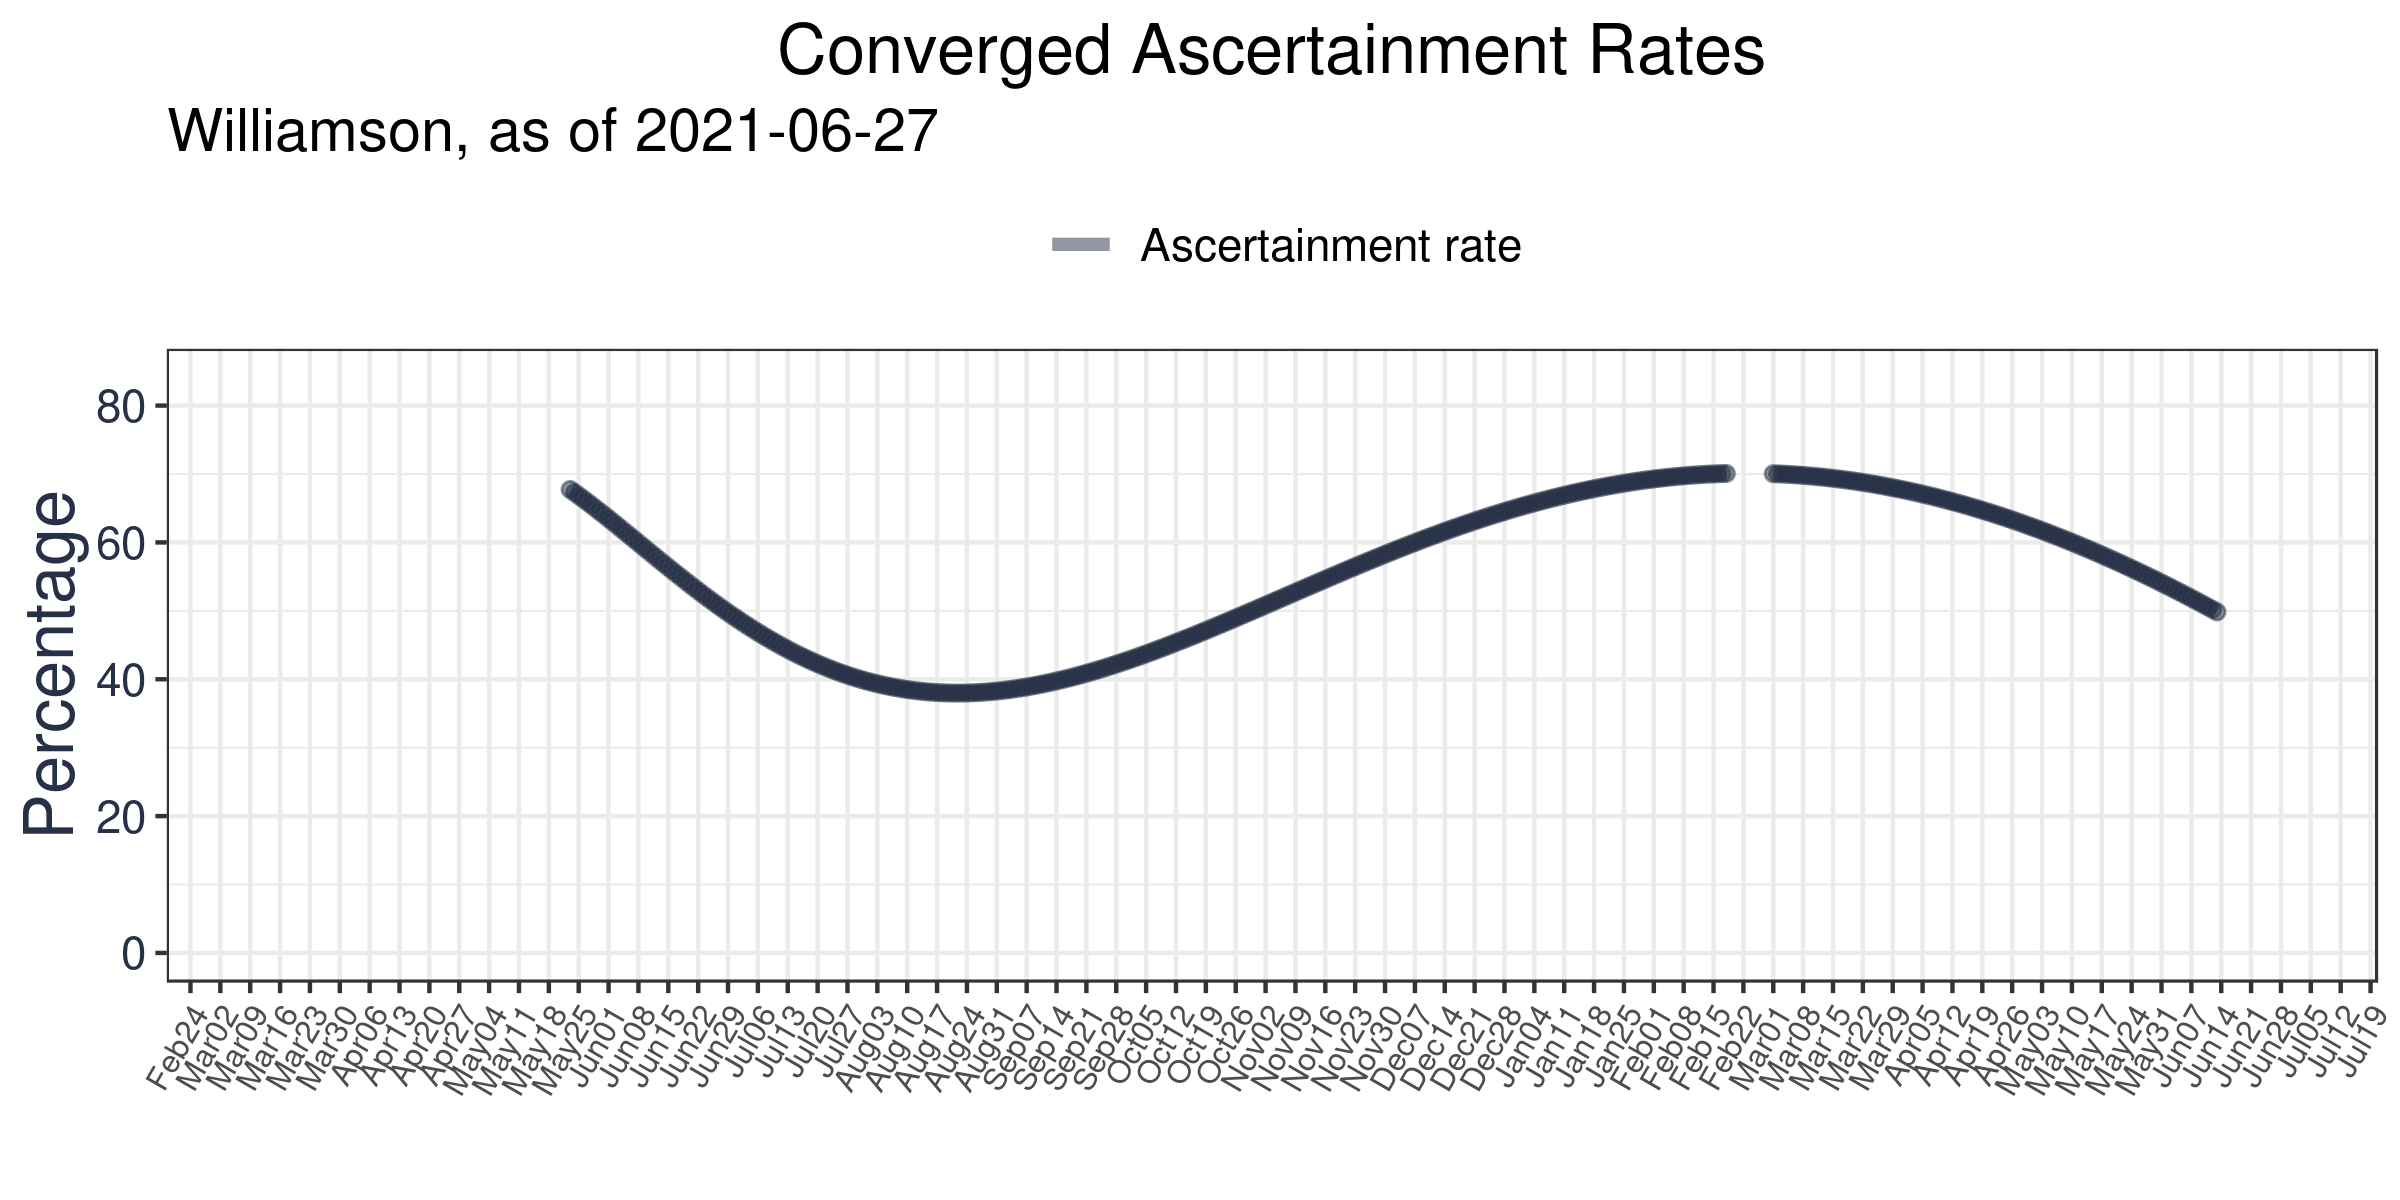 Converged Ascertainment Rates
Williamson, as of 2021-06-27
Ascertainment rate
Percentage
80
60
40
20
0
Feb24
Mar02
Mar09
Mar16
Mar23
Mar30
Apr06
Apr13
Apr20
Apr27
May04
May11
May18
May25
Jun01
Jun08
Jun15
Jun22
Jun29
Jul06
Jul13
Jul20
Jul27
Aug03
Aug10
Aug17
Aug24
Aug31
Sep07
Sep14
Sep21
Sep28
Oct05
Oct12
Oct19
Oct26
Nov02
Nov09
Nov16
Nov23
Nov30
Dec07
Dec14
Dec21
Dec28
Jan04
Jan11
Jan18
Jan25
Feb01
Feb08
Feb15
Feb22
Mar01
Mar08
Mar15
Mar22
Mar29
Apr05
Apr12
Apr19
Apr26
May03
May10
May17
May24
May31
Jun07
Jun14
Jun21
Jun28
Jul05
Jul12
Jul19